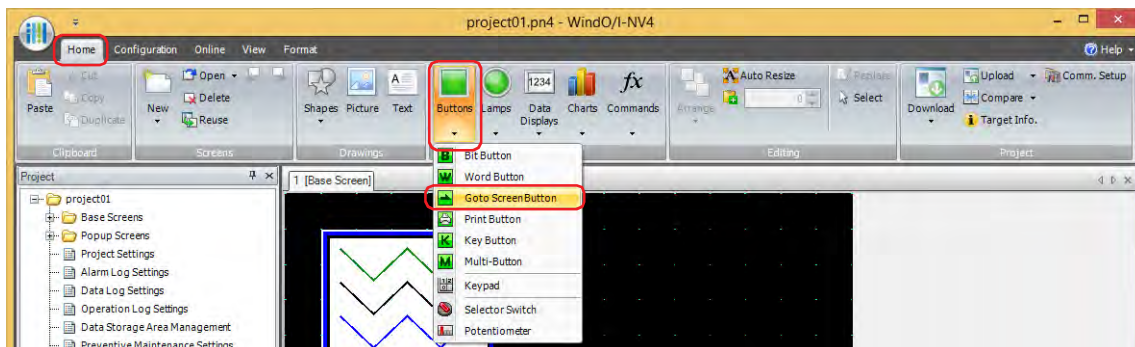 project01.pn4 - WindO/I-NV4
Home Configuration Online View Format Help
Cut Open Auto Resize Replace Upload Comm. Setup
Copy Delete 1234 fx 0 Select Compare
Paste Duplicate New Reuse Shapes Picture Text Buttons Lamps Data Displays Charts Commands Arrange Download Target Info.
Clipboard Screens Drawings Editing Project
Project 1 [Base Screen]
B Bit Button
W Word Button
project01 Goto Screen Button
Base Screens Print Button
Popup Screens K Key Button
Project Settings M Multi-Button
Alarm Log Settings
Data Log Settings Keypad
Operation Log Settings Selector Switch
Data Storage Area Management Potentiometer
Preventive Maintenance Settings